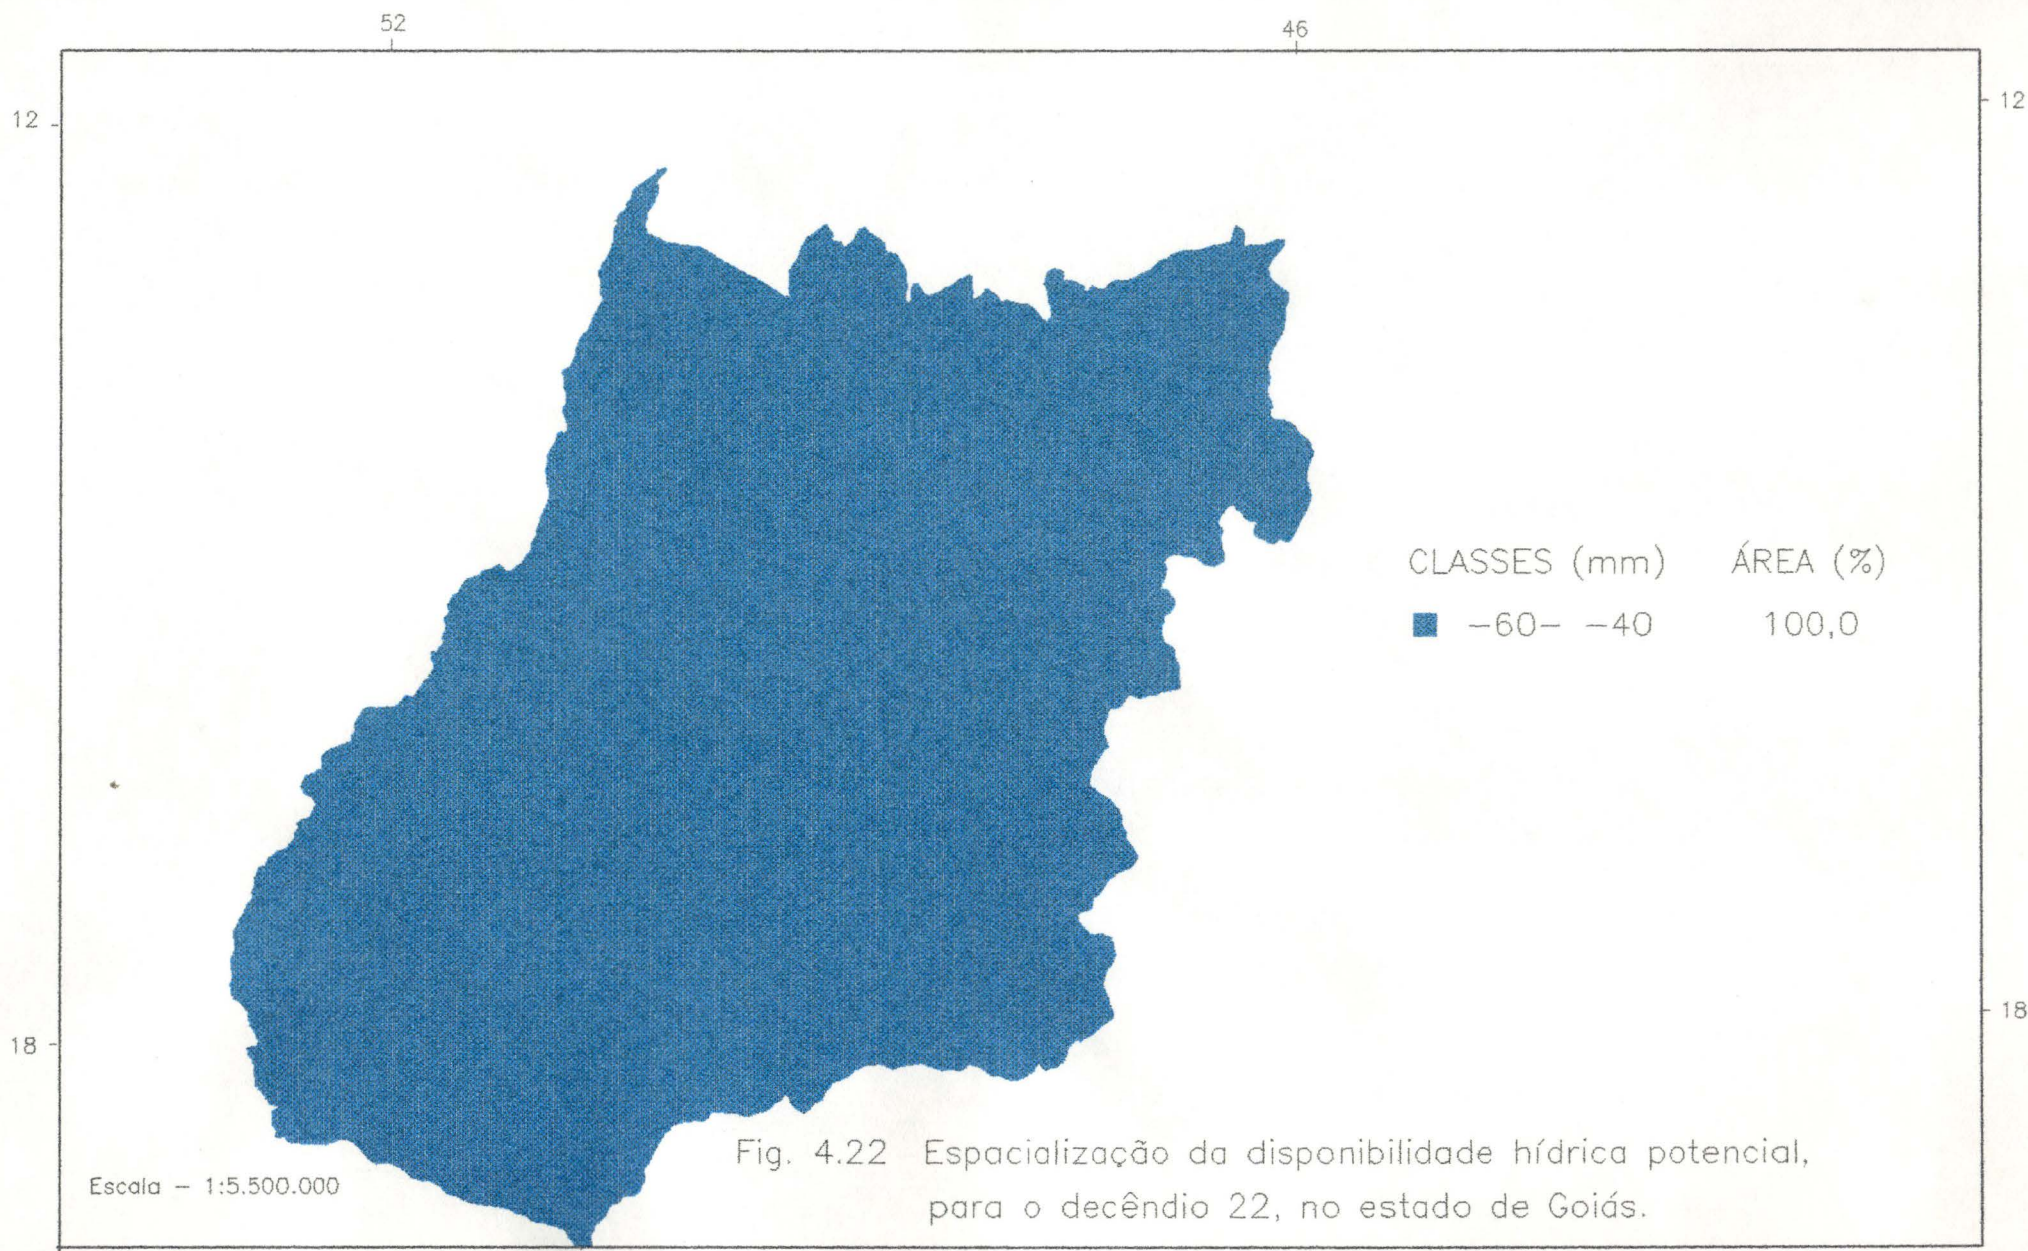 52 46
12 12
CLASSES (mm) ÁREA (%)
-60- -40 100,0
18 18
Fig. 4.22 Espacialização da disponibilidade hídrica potencial,
para o decêndio 22, no estado de Goiás.
Escala - 1:5.500.000